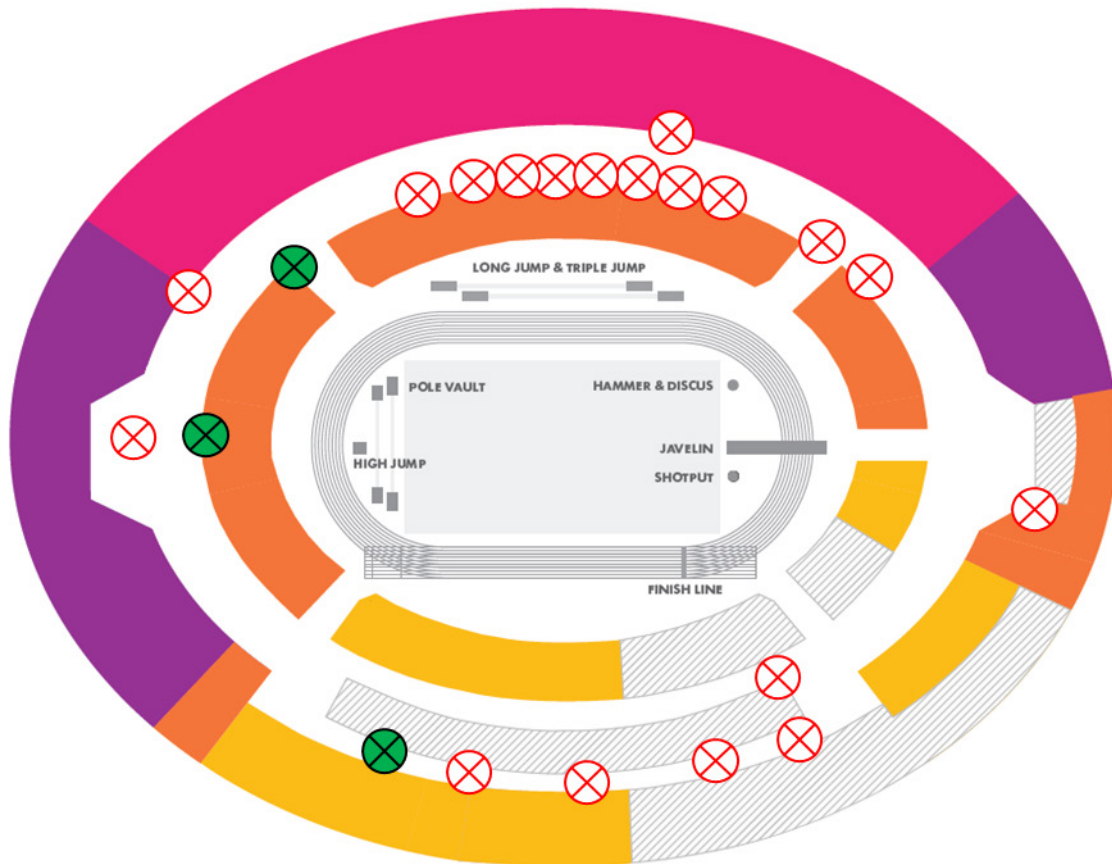 LONG JUMP & TRIPLE JUMP
POLE VAULT
HAMMER & DISCUS
JAVELIN
HIGH JUMP
SHOTPUT
FINISH LINE